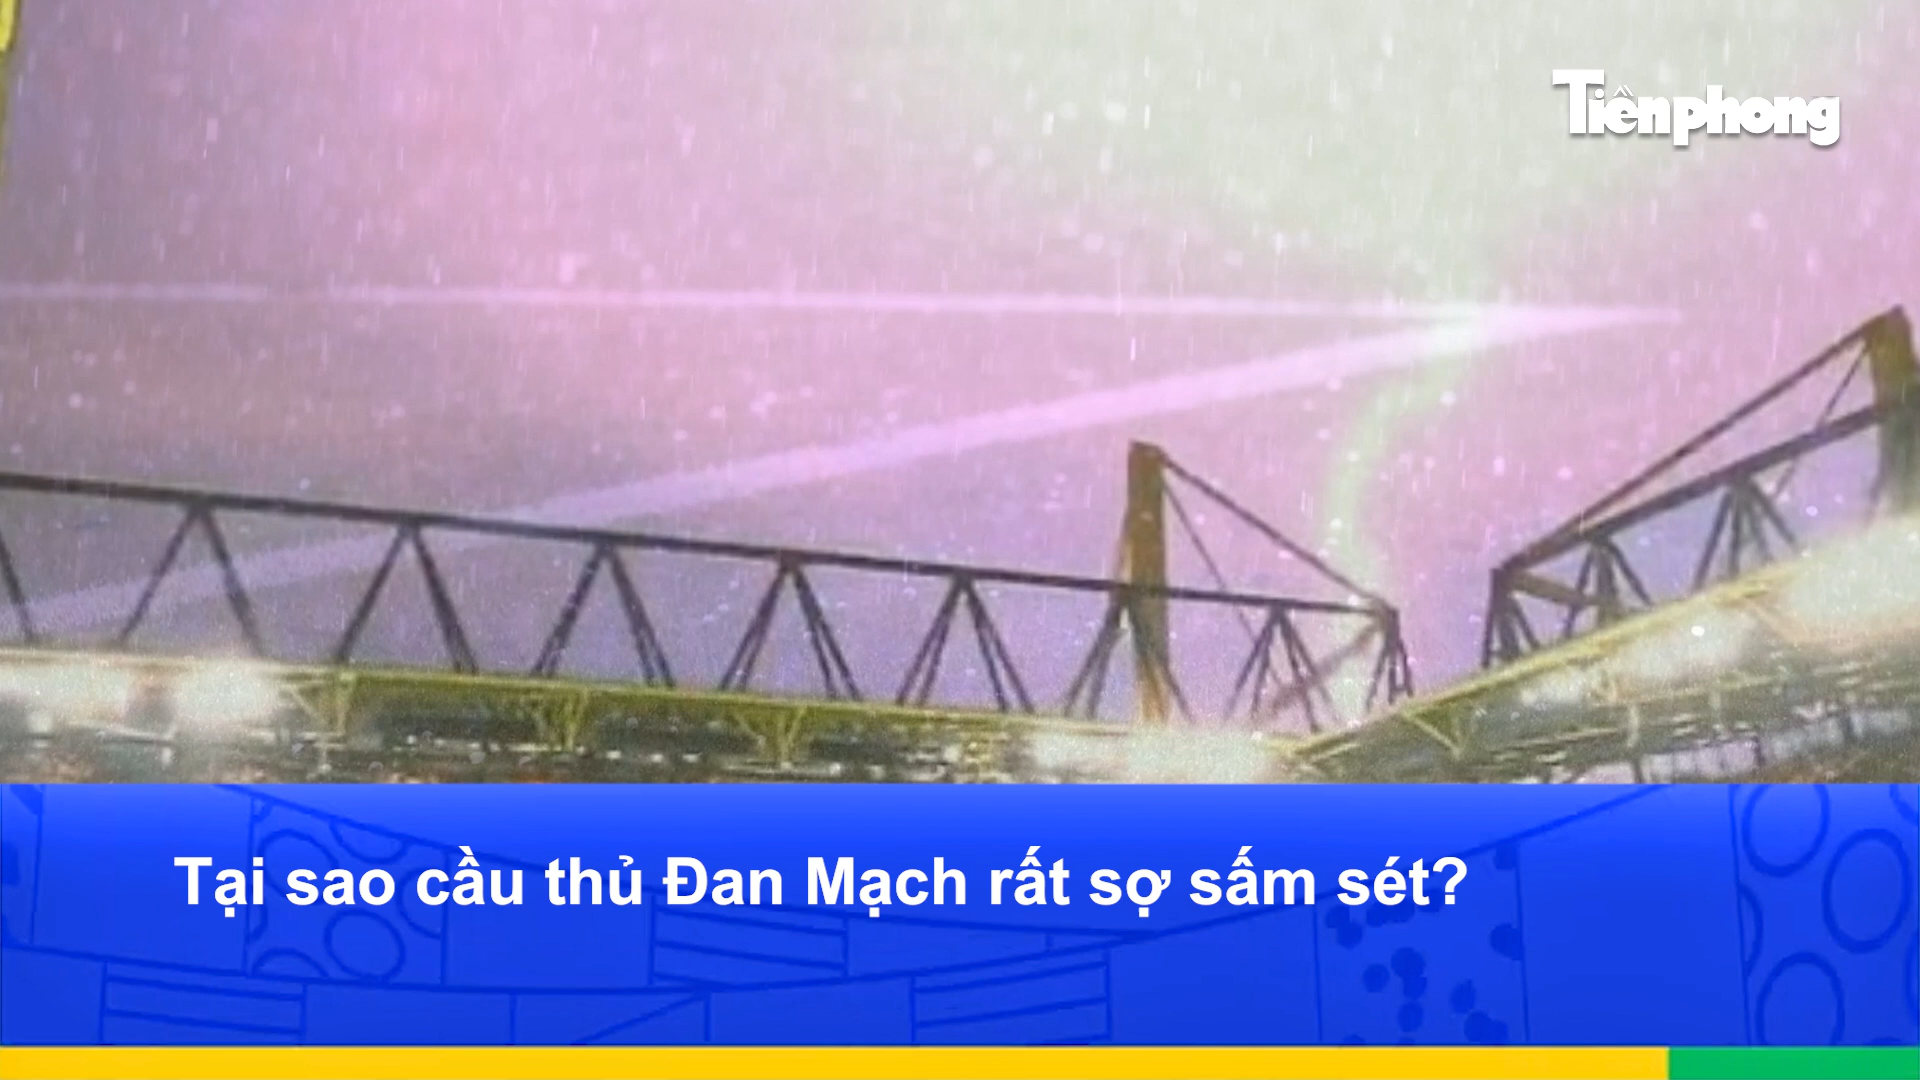 Tiềnphong
Tại sao cầu thủ Đan Mạch rất sợ sấm sét?